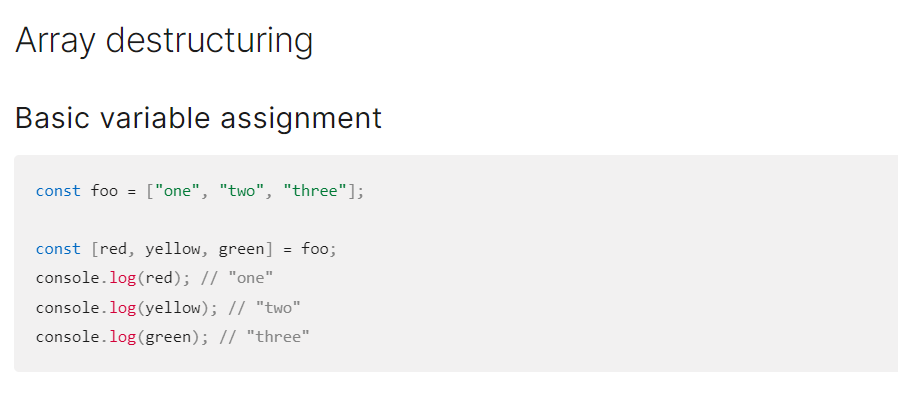 Array destructuring
Basic variable assignment
const foo = ["one", "two", "three"];
const [red, yellow, green] = foo;
console.log(red); // "one"
console.log(yellow); // "two"
console.log(green); // "three"